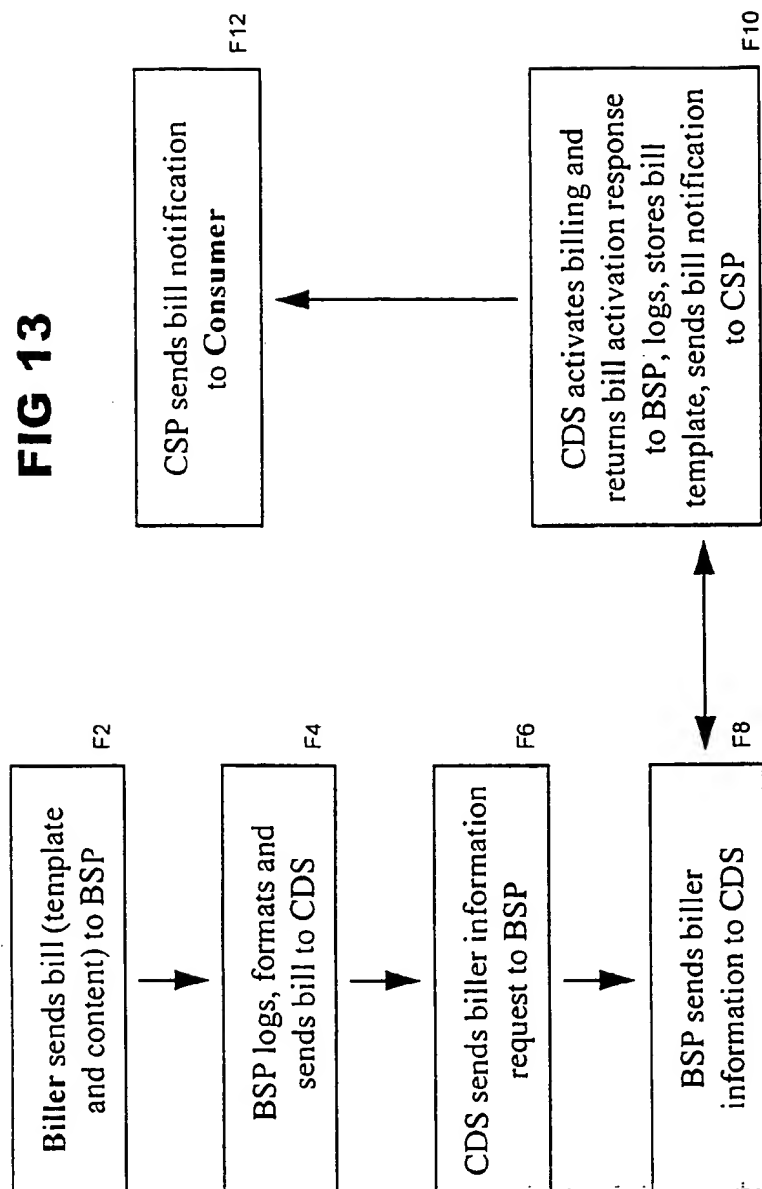 FIG 13
Biller sends bill (template
and content) to BSP
F2
BSP logs, formats and
sends bill to CDS
F4
CDS sends biller information
request to BSP
F6
BSP sends biller
information to CDS
F8
CDS activates billing and
returns bill activation response
to BSP, logs, stores bill
template, sends bill notification
to CSP
F10
CSP sends bill notification
to Consumer
F12